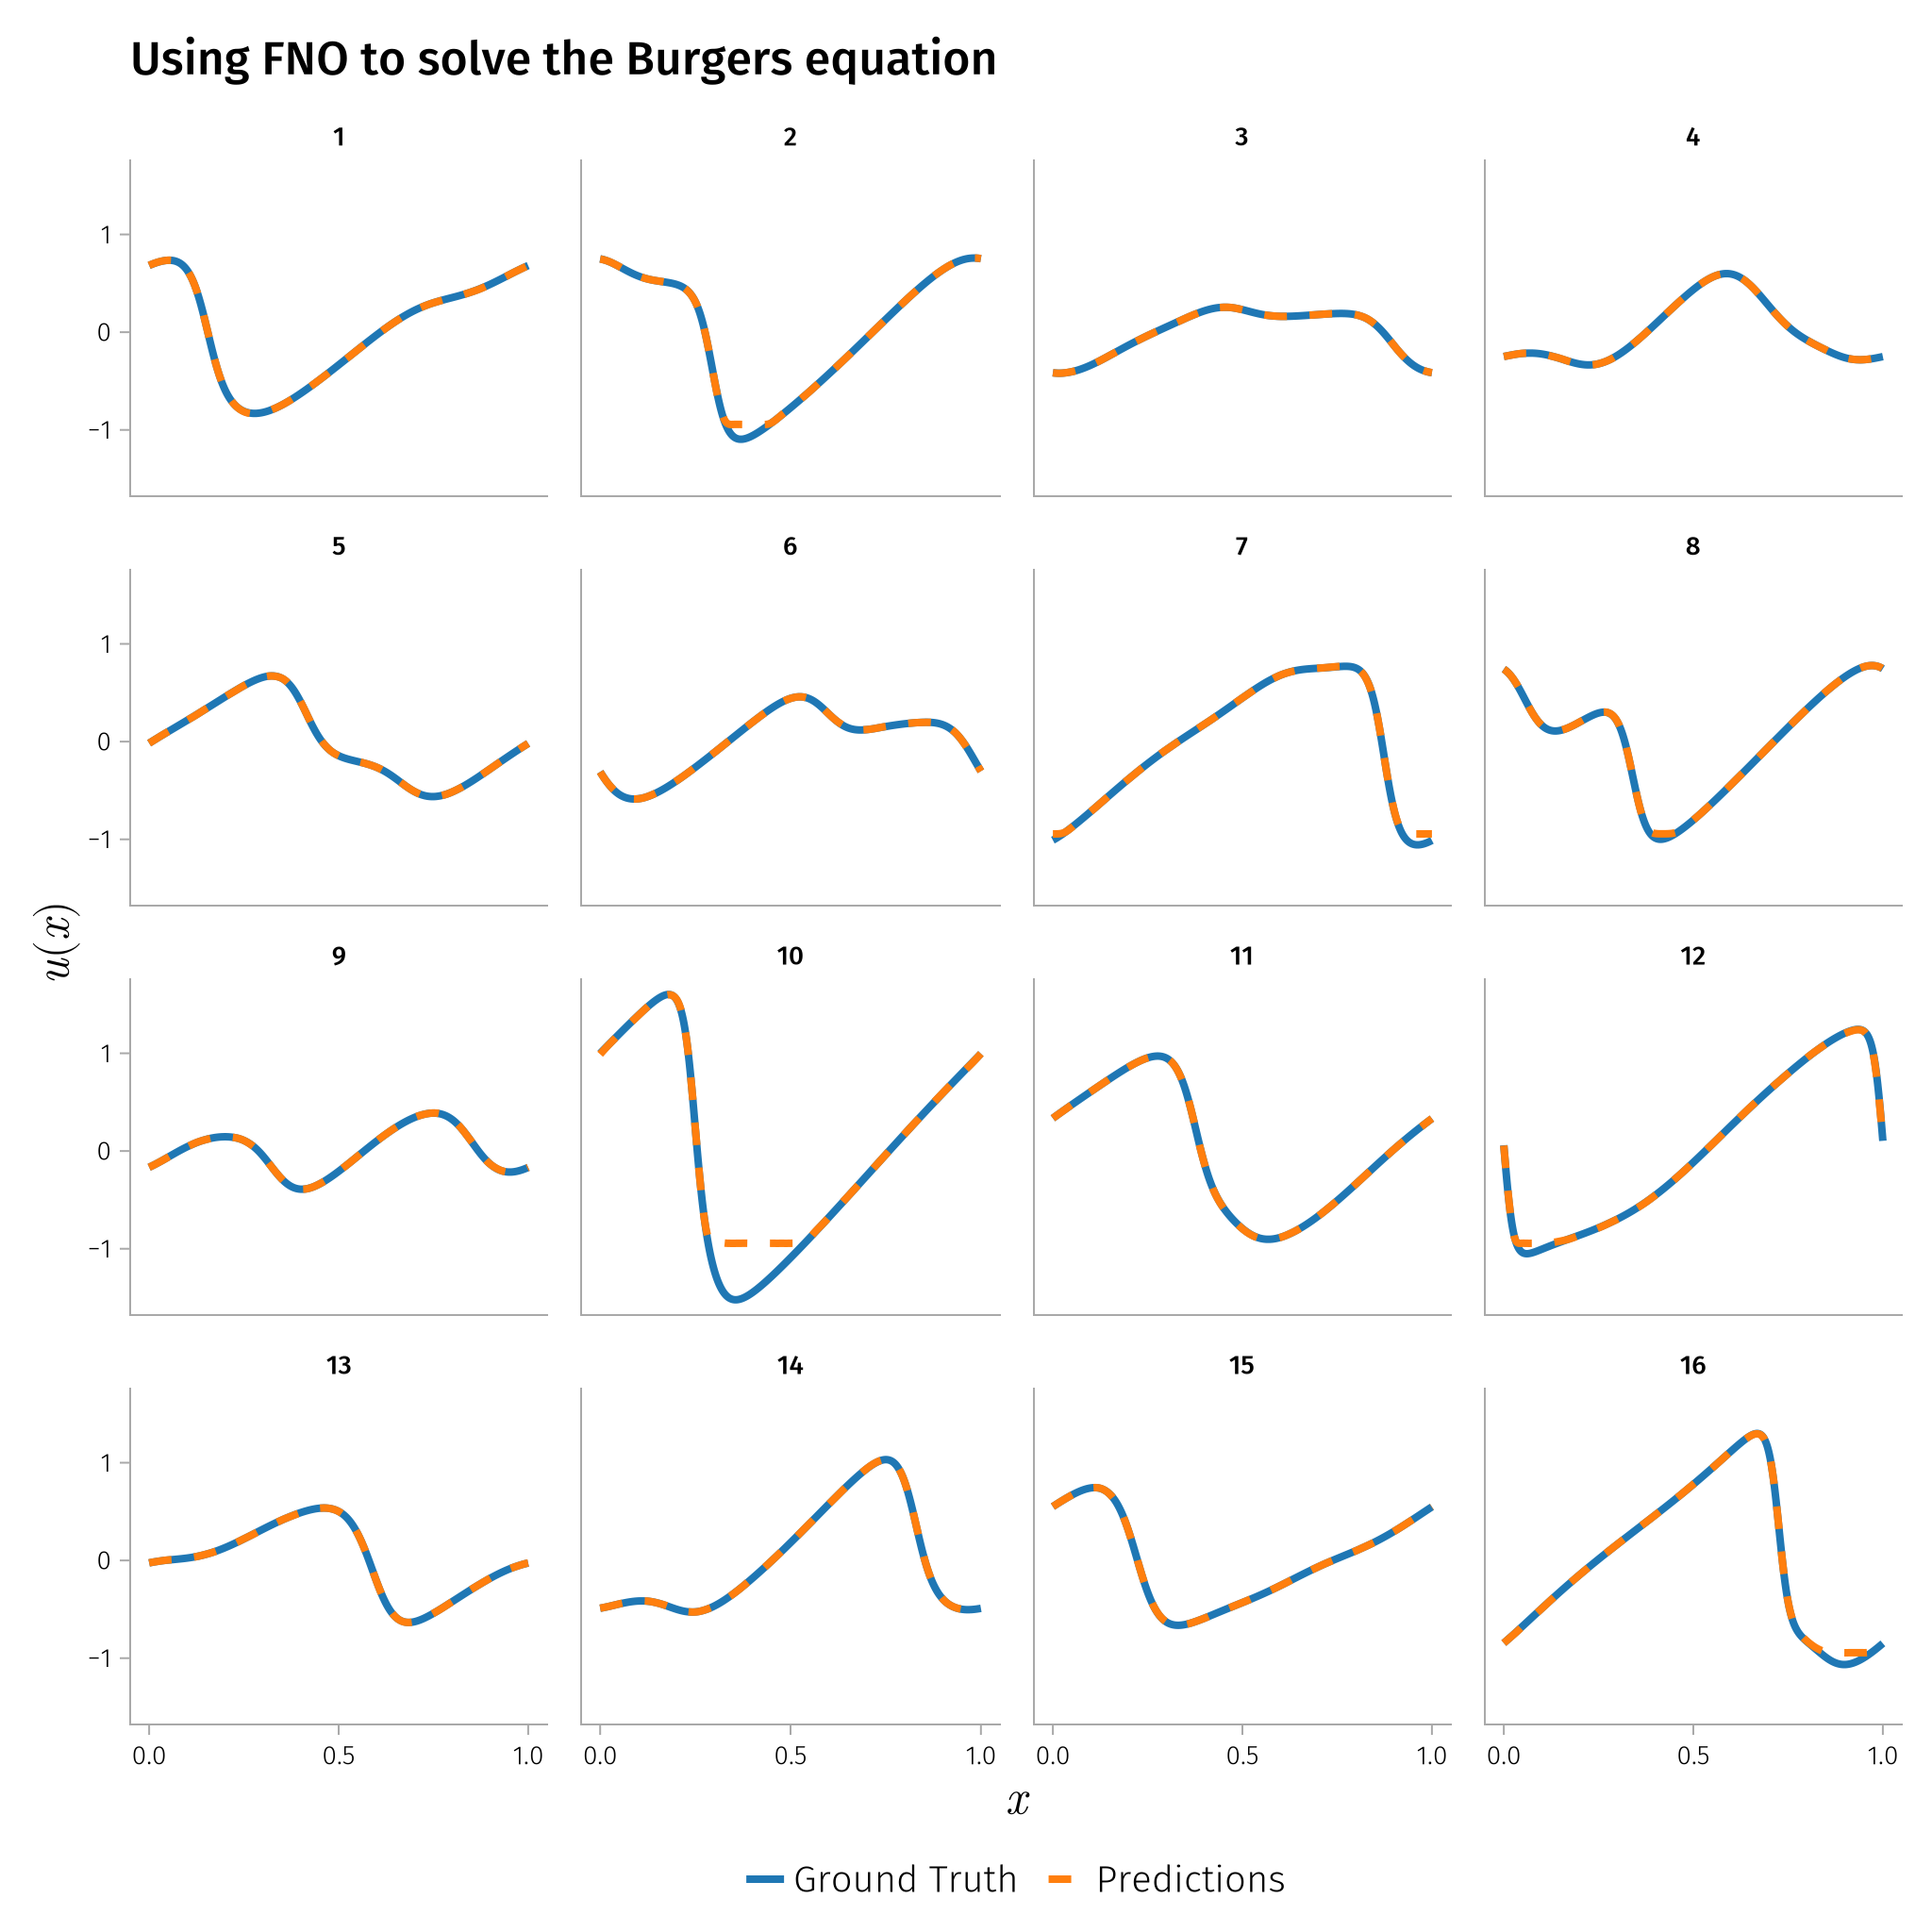 Using FNO to solve the Burgers equation
1 2 3 4
1
0
−1
5 6 7 8
1
0
−1
u(x)
9 10 11 12
1
0
−1
13 14 15 16
1
0
−1
0.0 0.5 1.0 0.0 0.5 1.0 0.0 0.5 1.0 0.0 0.5 1.0
x
Ground Truth Predictions